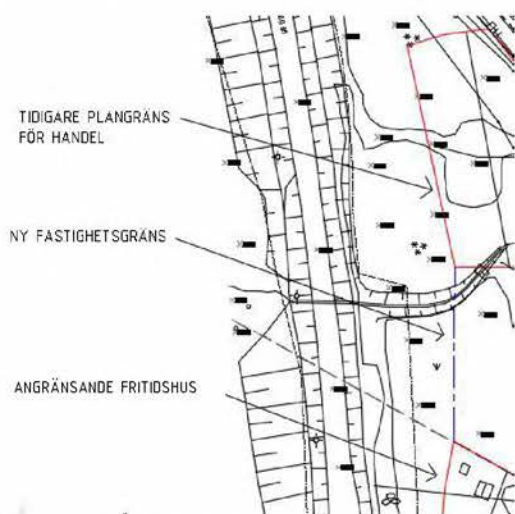 TIDIGARE PLANGRÄNS
FÖR HANDEL
NY FASTIGHETSGRÄNS
ANGRÄNSANDE FRITIDSHUS